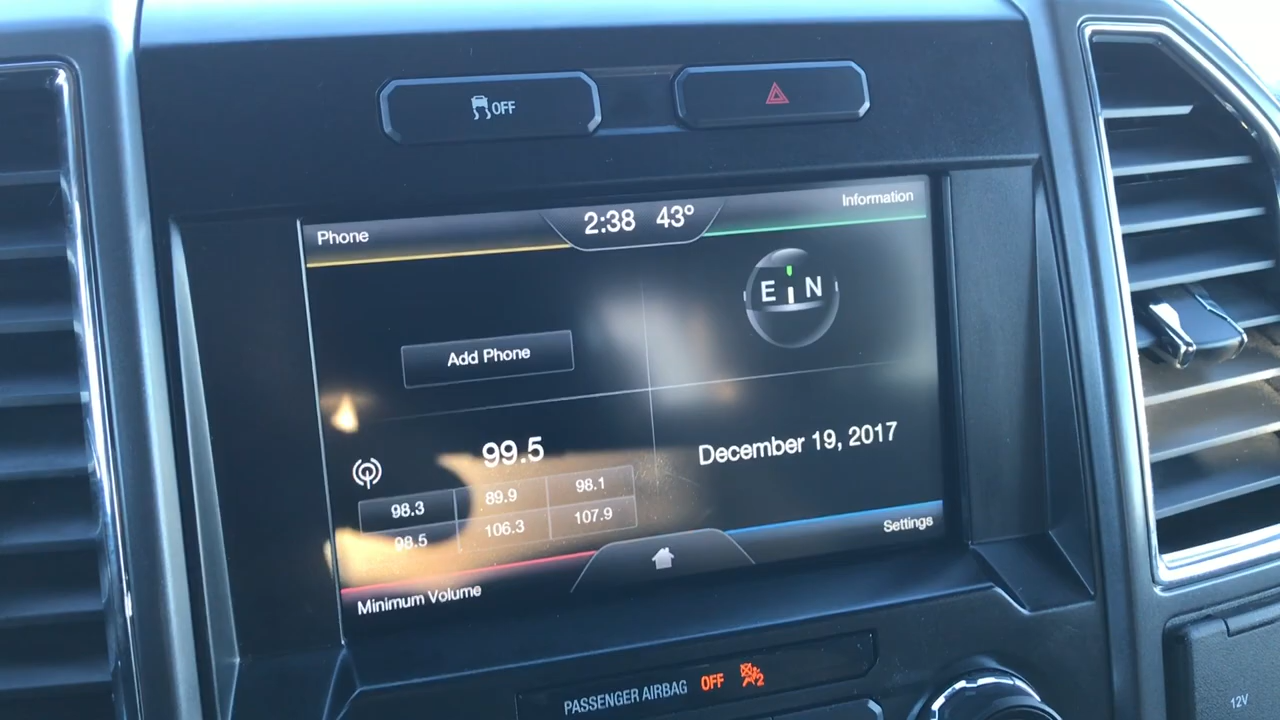 OFF
Phone
2:38 43°
Information
E N
Add Phone
99.5
December 19, 2017
98.3 89.9 98.1
98.5 106.3 107.9
Settings
Minimum Volume
PASSENGER AIRBAG OFF 2
12V